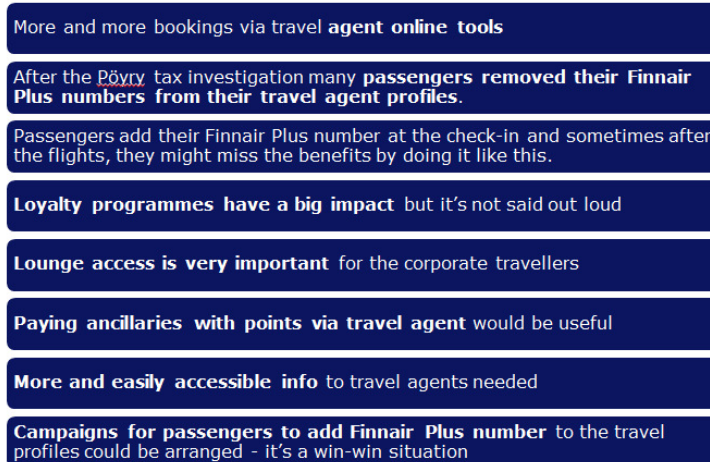 More and more bookings via travel agent online tools
After the Pöyry tax investigation many passengers removed their Finnair
Plus numbers from their travel agent profiles.
Passengers add their Finnair Plus number at the check-in and sometimes after
the flights, they might miss the benefits by doing it like this.
Loyalty programmes have a big impact but it's not said out loud
Lounge access is very important for the corporate travellers
Paying ancillaries with points via travel agent would be useful
More and easily accessible info to travel agents needed
Campaigns for passengers to add Finnair Plus number to the travel
profiles could be arranged - it's a win-win situation